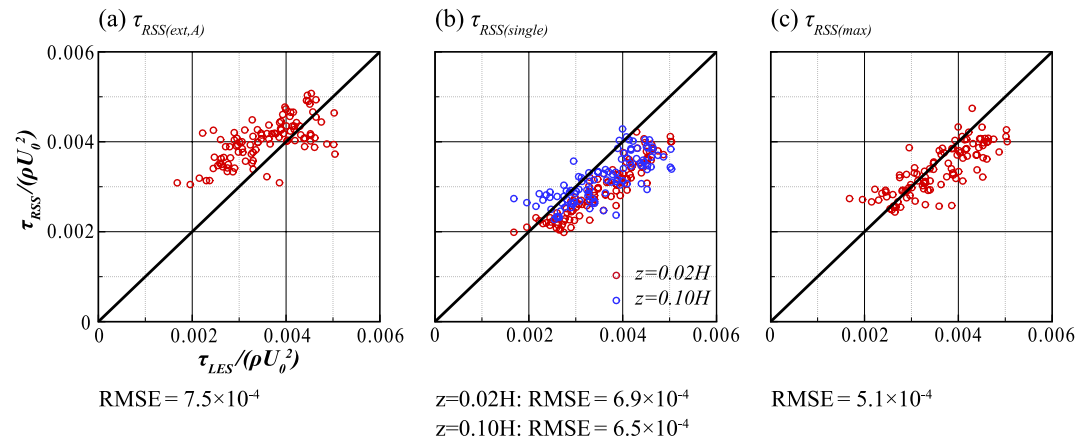 (a) τRSS(ext,A)
(b) τRSS(single)
(c) τRSS(max)
0.006
0.004
0.002
0
τRSS/(ρU₀²)
z=0.02H
z=0.10H
0 0.002 0.004 0.006
0.002 0.004 0.006
0 0.002 0.004 0.006
τLES/(ρU₀²)
RMSE = 7.5×10⁻⁴
z=0.02H: RMSE = 6.9×10⁻⁴
z=0.10H: RMSE = 6.5×10⁻⁴
RMSE = 5.1×10⁻⁴